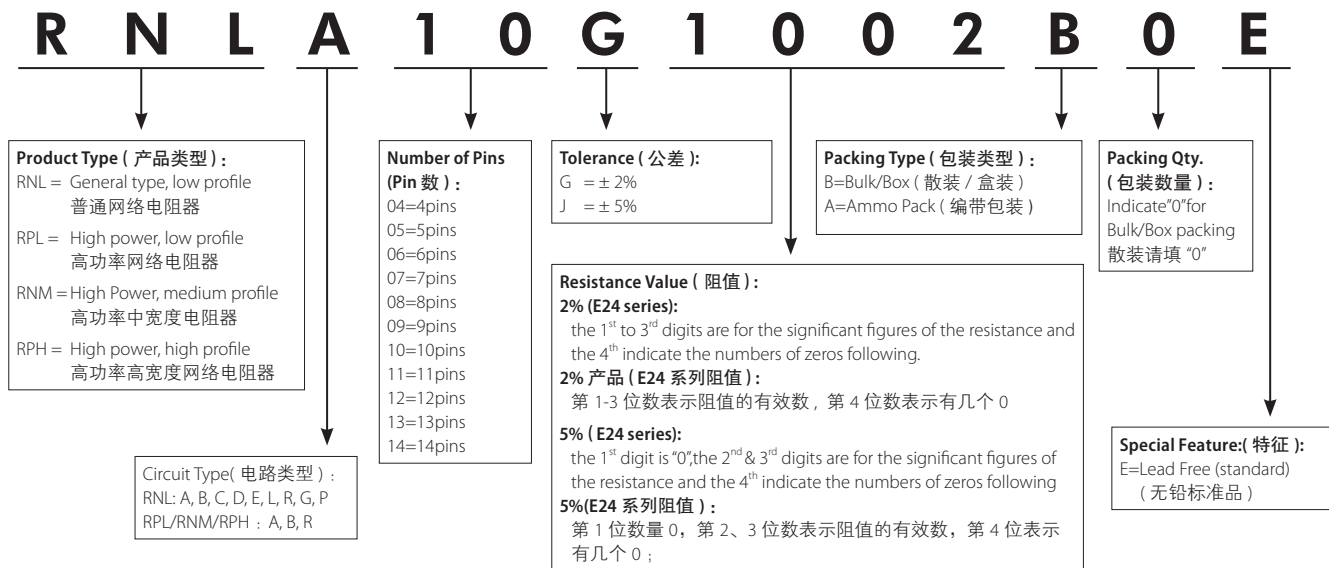 R N L A 1 0 G 1 0 0 2 B 0 E
Product Type ( 产品类型 ) :
RNL = General type, low profile
普通网络电阻器
RPL = High power, low profile
高功率网络电阻器
RNM = High Power, medium profile
高功率中宽度电阻器
RPH = High power, high profile
高功率高宽度网络电阻器
Circuit Type( 电路类型 ) :
RNL: A, B, C, D, E, L, R, G, P
RPL/RNM/RPH : A, B, R
Number of Pins
(Pin 数 ) :
04=4pins
05=5pins
06=6pins
07=7pins
08=8pins
09=9pins
10=10pins
11=11pins
12=12pins
13=13pins
14=14pins
Tolerance ( 公差 ):
G = ± 2%
J = ± 5%
Resistance Value ( 阻值 ) :
2% (E24 series):
the 1st to 3rd digits are for the significant figures of the resistance and
the 4th indicate the numbers of zeros following.
2% 产品 ( E24 系列阻值 ) :
第 1-3 位数表示阻值的有效数 , 第 4 位数表示有几个 0
5% ( E24 series):
the 1st digit is "0",the 2nd & 3rd digits are for the significant figures of
the resistance and the 4th indicate the numbers of zeros following
5%(E24 系列阻值 ) :
第 1 位数量 0，第 2、3 位数表示阻值的有效数，第 4 位表示
有几个 0 ;
Packing Type ( 包装类型 ) :
B=Bulk/Box ( 散装 / 盒装 )
A=Ammo Pack ( 编带包装 )
Packing Qty.
( 包装数量 ) :
Indicate"0"for
Bulk/Box packing
散装请填 "0"
Special Feature:( 特征 ):
E=Lead Free (standard)
( 无铅标准品 )